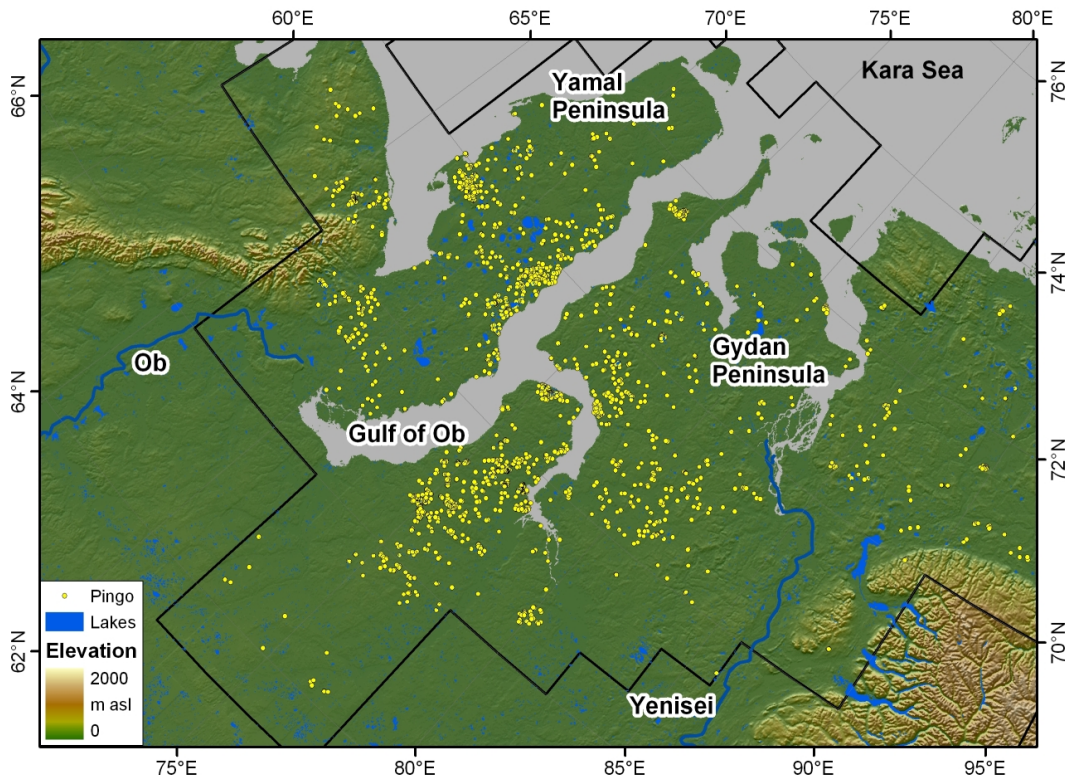 60°E
65°E
70°E
75°E
80°E
66°N
64°N
62°N
Yamal
Peninsula
Kara Sea
76°N
74°N
72°N
70°N
Ob
Gulf of Ob
Gydan
Peninsula
Yenisei
Pingo
Lakes
Elevation
2000
m asl
0
75°E
80°E
85°E
90°E
95°E